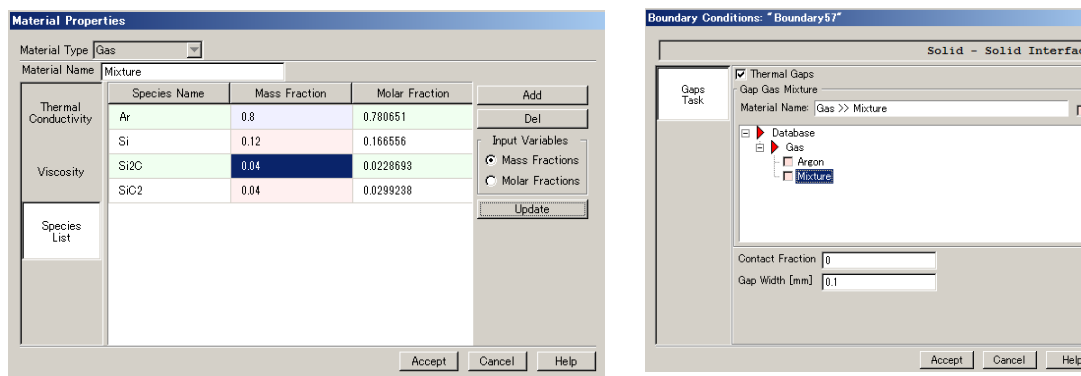 Material Properties
Material Type Gas
Material Name Mixture
Thermal Conductivity
Viscosity
Species List
Species Name Mass Fraction Molar Fraction
Ar 0.8 0.780651
Si 0.12 0.166556
Si2C 0.04 0.0228693
SiC2 0.04 0.0299238
Add
Del
Input Variables
Mass Fractions
Molar Fractions
Update
Accept Cancel Help
Boundary Conditions: "Boundary57"
Solid - Solid Interfac
Gaps Task
Thermal Gaps
Gap Gas Mixture
Material Name: Gas >> Mixture
Database
Gas
Argon
Mixture
Contact Fraction 0
Gap Width [mm] 0.1
Accept Cancel Help